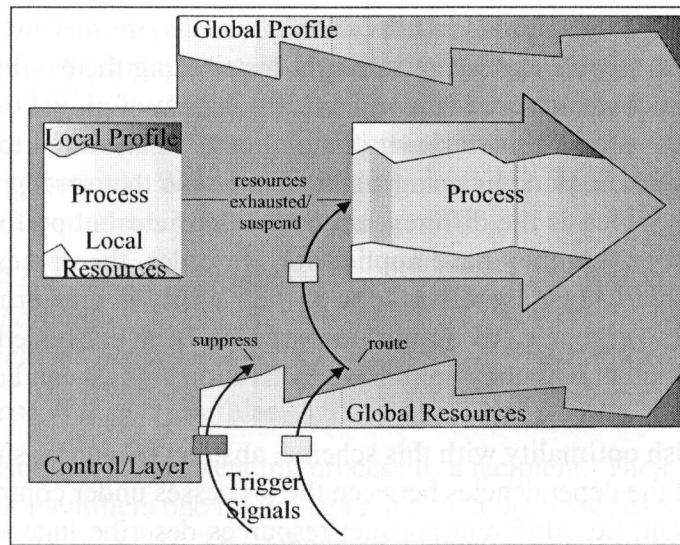 Global Profile
Local Profile
Process
Local
Resources
resources
exhausted/
suspend
Process
suppress
route
Global Resources
Control/Layer
Trigger
Signals